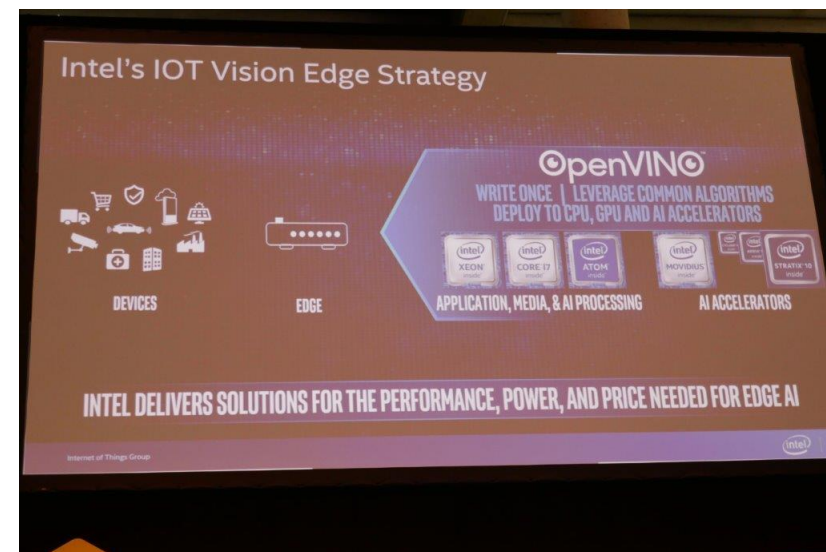 Intel's IOT Vision Edge Strategy
OpenVINO™
WRITE ONCE | LEVERAGE COMMON ALGORITHMS
DEPLOY TO CPU, GPU AND AI ACCELERATORS
intel
XEON
inside
intel
CORE i7
inside
intel
ATOM
inside
intel
MOVIDIUS
inside
intel
STRATIX 10
inside
DEVICES
EDGE
APPLICATION, MEDIA, & AI PROCESSING
AI ACCELERATORS
INTEL DELIVERS SOLUTIONS FOR THE PERFORMANCE, POWER, AND PRICE NEEDED FOR EDGE AI
Internet of Things Group
intel